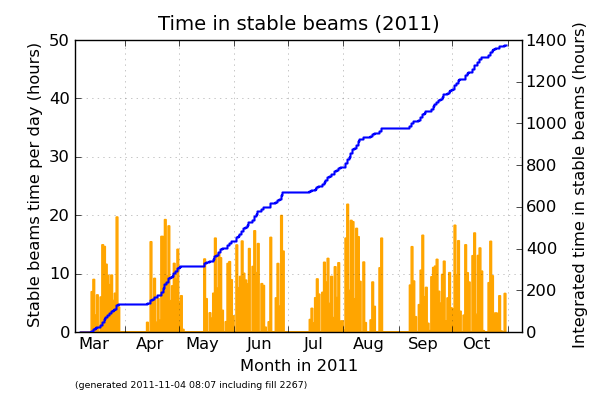 Time in stable beams (2011)
Stable beams time per day (hours)
50
40
30
20
10
0
1400
1200
1000
800
600
400
200
0
Integrated time in stable beams (hours)
Mar Apr May Jun Jul Aug Sep Oct
Month in 2011
(generated 2011-11-04 08:07 including fill 2267)